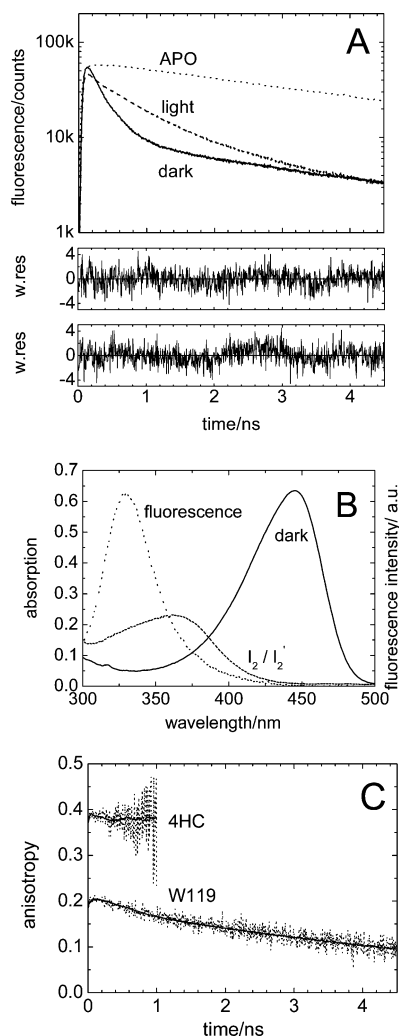 A
100k
10k
1k
fluorescence/counts
APO
light
dark
4
0
-4
w.res
4
0
-4
w.res
0 1 2 3 4
time/ns
B
0.7
0.6
0.5
0.4
0.3
0.2
0.1
0.0
absorption
fluorescence
dark
I2 / I2'
fluorescence intensity/ a.u.
300 350 400 450 500
wavelength/nm
C
0.5
0.4
0.3
0.2
0.1
0.0
anisotropy
4HC
W119
0 1 2 3 4
time/ns